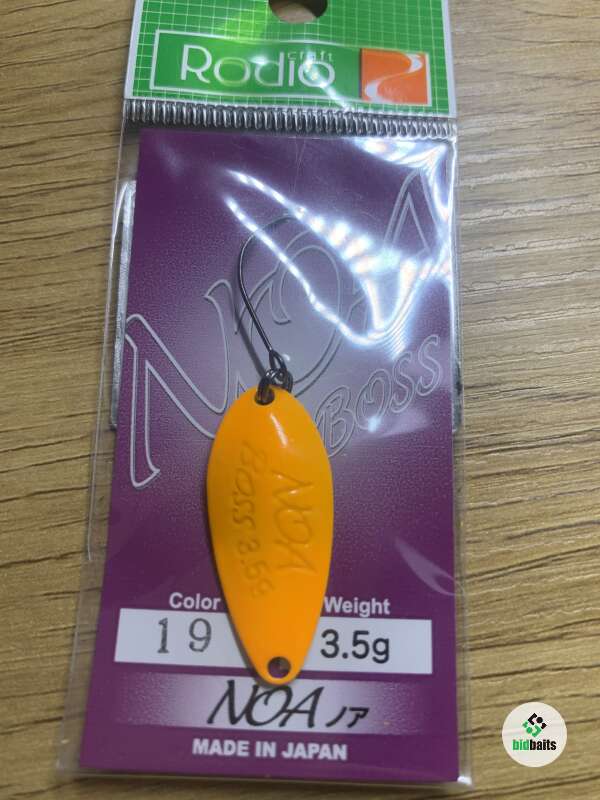 craft
Rodio
NOA
BOSS
NOA
BOSS 3.5g
Color
Weight
19
3.5g
NOA ノア
MADE IN JAPAN
bidbaits